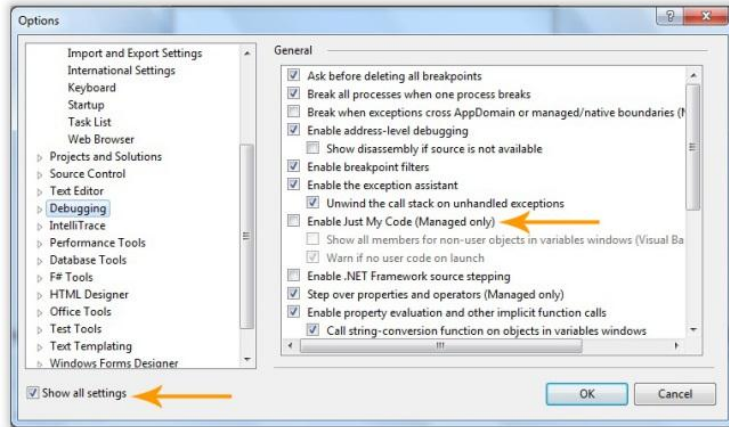 Options
Import and Export Settings
International Settings
Keyboard
Startup
Task List
Web Browser
Projects and Solutions
Source Control
Text Editor
Debugging
IntelliTrace
Performance Tools
Database Tools
F# Tools
HTML Designer
Office Tools
Test Tools
Text Templating
Windows Forms Designer
Show all settings
General
Ask before deleting all breakpoints
Break all processes when one process breaks
Break when exceptions cross AppDomain or managed/native boundaries (M
Enable address-level debugging
Show disassembly if source is not available
Enable breakpoint filters
Enable the exception assistant
Unwind the call stack on unhandled exceptions
Enable Just My Code (Managed only)
Show all members for non-user objects in variables windows (Visual Ba
Warn if no user code on launch
Enable .NET Framework source stepping
Step over properties and operators (Managed only)
Enable property evaluation and other implicit function calls
Call string-conversion function on objects in variables windows
OK
Cancel